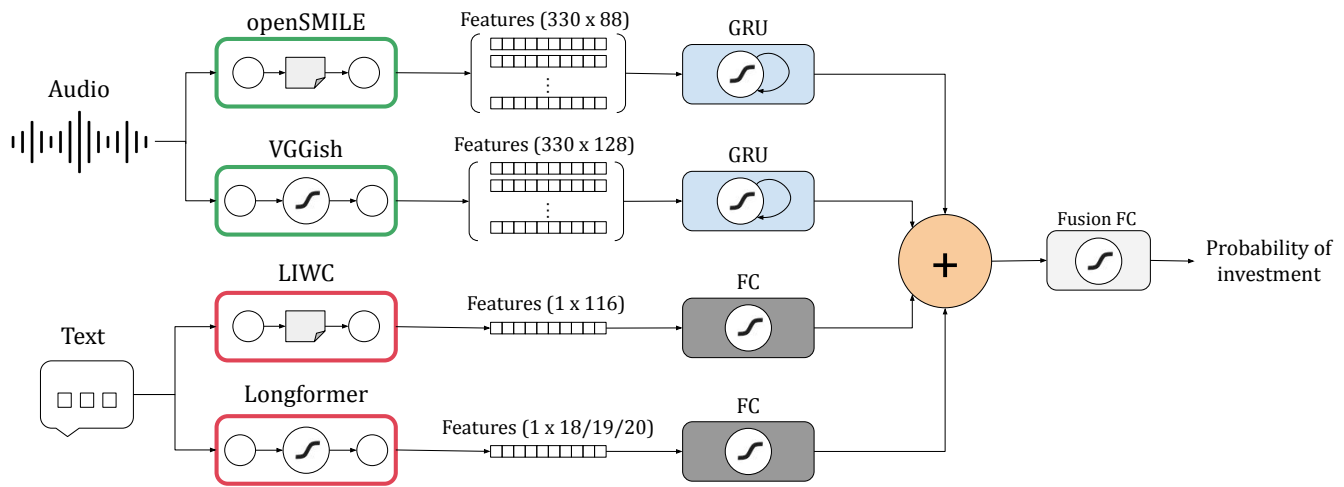 openSMILE
Features (330 x 88)
GRU
Audio
VGGish
Features (330 x 128)
GRU
Fusion FC
+
Probability of
investment
LIWC
Features (1 x 116)
FC
Text
Longformer
Features (1 x 18/19/20)
FC